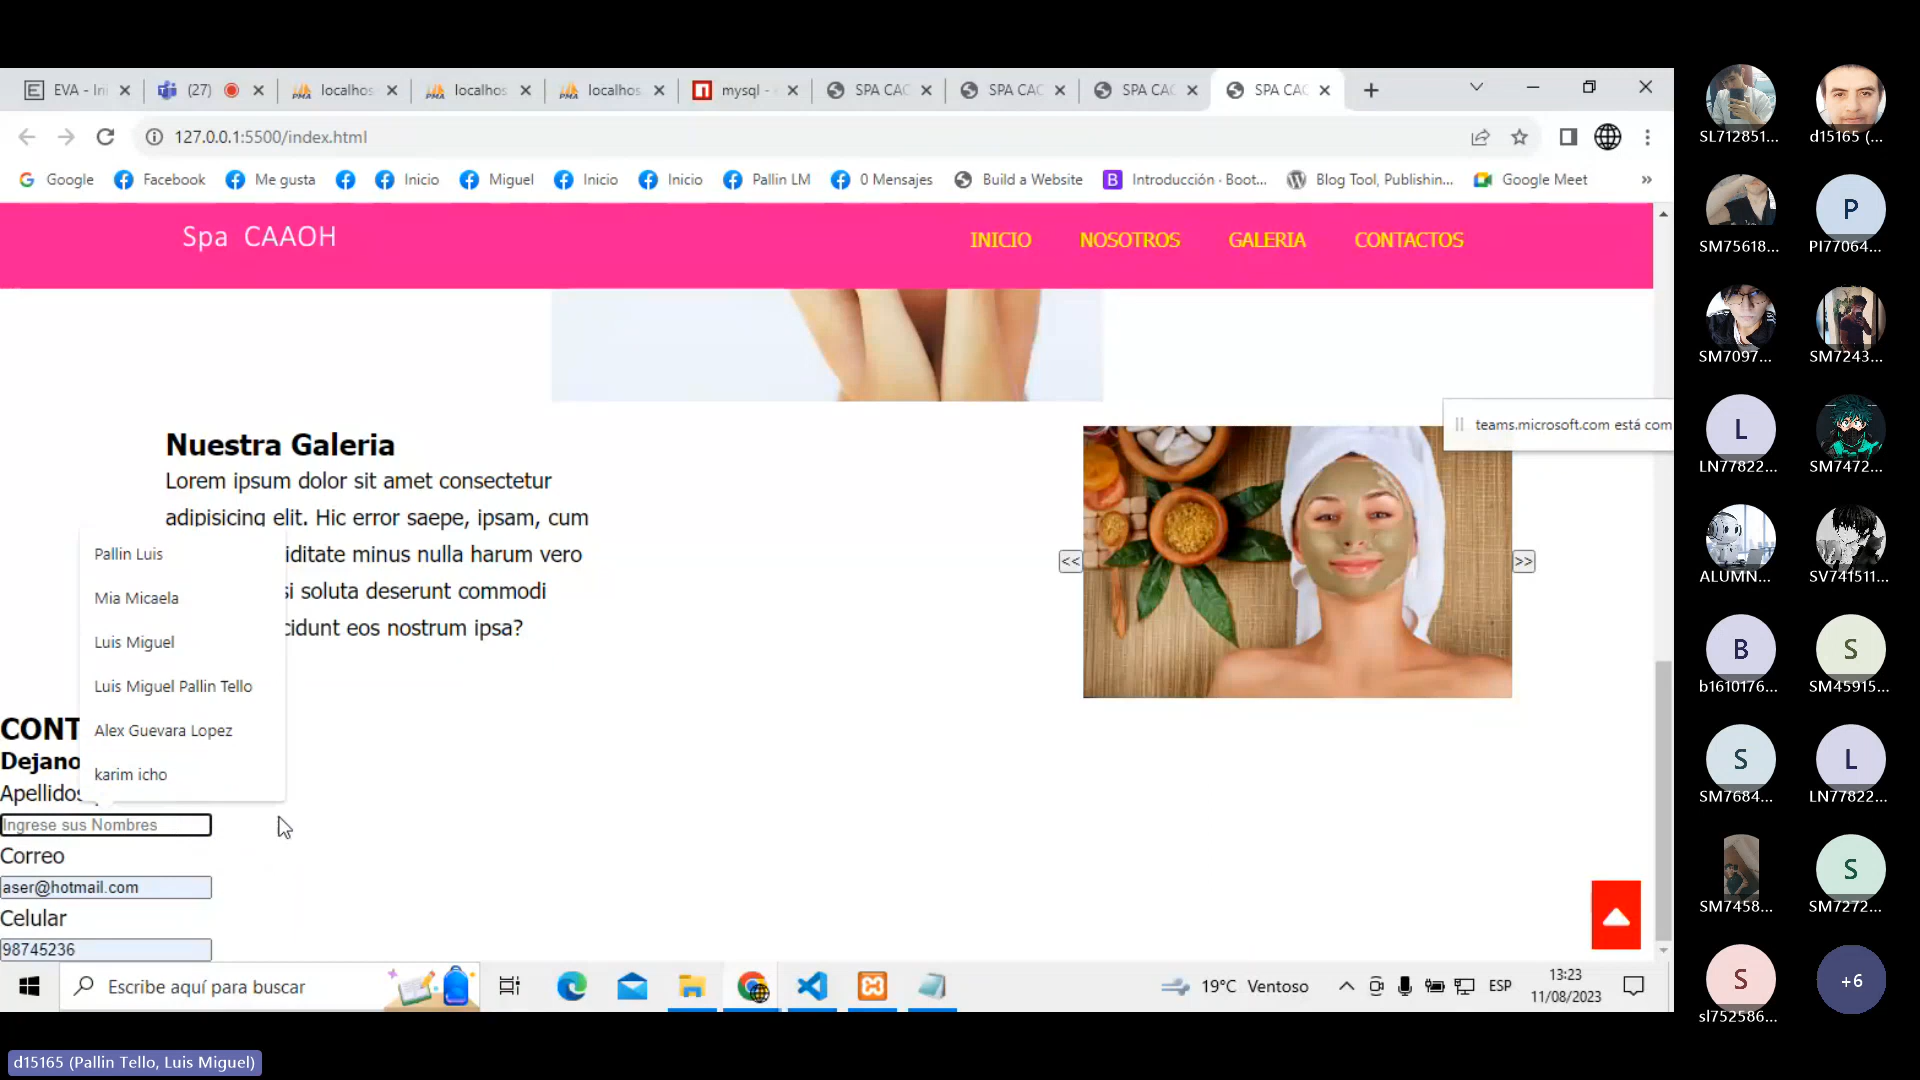 EVA - Ini
(27)
localhos
localhos
localhos
mysql -
SPA CAC
SPA CAC
SPA CAC
SPA CAC
127.0.0.1:5500/index.html
Google
Facebook
Me gusta
Inicio
Miguel
Inicio
Inicio
Pallin LM
0 Mensajes
Build a Website
Introducción · Boot...
Blog Tool, Publishin...
Google Meet
»
Spa CAAOH
INICIO
NOSOTROS
GALERIA
CONTACTOS
teams.microsoft.com está com
Nuestra Galeria
Lorem ipsum dolor sit amet consectetur
adipisicing elit. Hic error saepe, ipsam, cum
iditate minus nulla harum vero
si soluta deserunt commodi
cidunt eos nostrum ipsa?
<<
>>
Pallin Luis
Mia Micaela
Luis Miguel
Luis Miguel Pallin Tello
Alex Guevara Lopez
karim icho
CONT
Dejano
Apellidos
Ingrese sus Nombres
Correo
aser@hotmail.com
Celular
98745236
Escribe aquí para buscar
19°C Ventoso
ESP
13:23
11/08/2023
SL712851...
d15165 (...
SM75618...
P
PI77064...
SM7097...
SM7243...
L
LN77822...
SM7472...
ALUMN...
SV741511...
B
b1610176...
S
SM45915...
S
SM7684...
L
LN77822...
SM7458...
S
SM7272...
S
sl752586...
+6
d15165 (Pallin Tello, Luis Miguel)